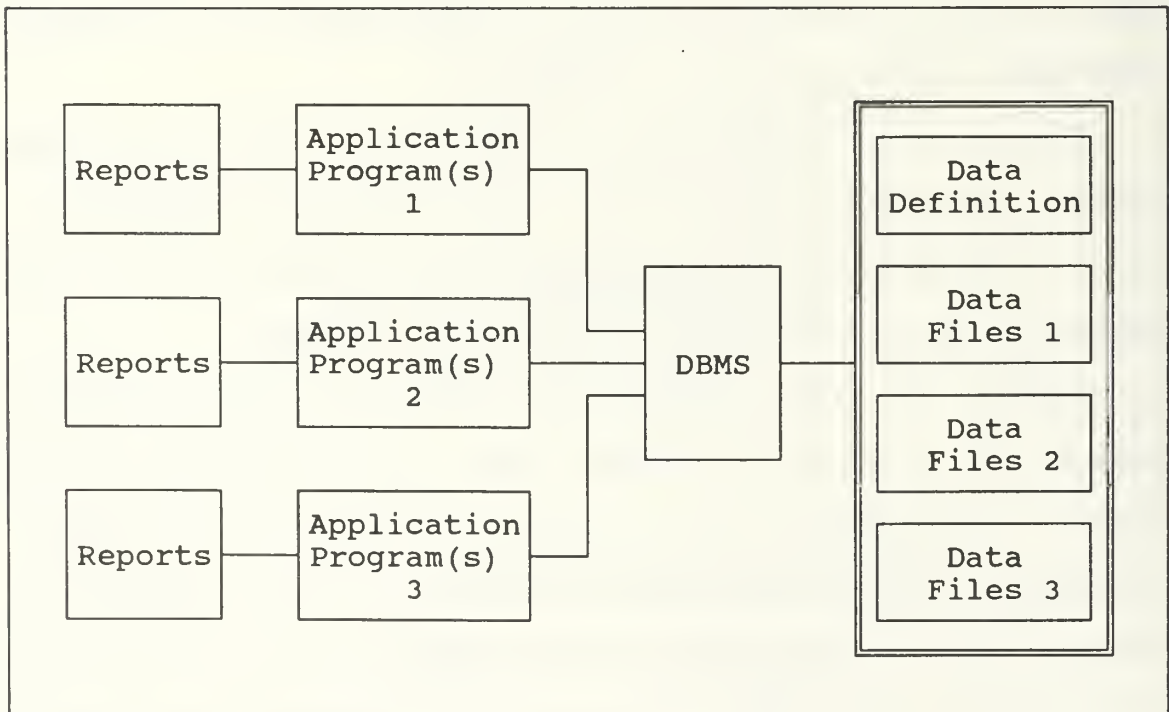 Reports
Application
Program(s)
1
Reports
Application
Program(s)
2
Reports
Application
Program(s)
3
DBMS
Data
Definition
Data
Files 1
Data
Files 2
Data
Files 3